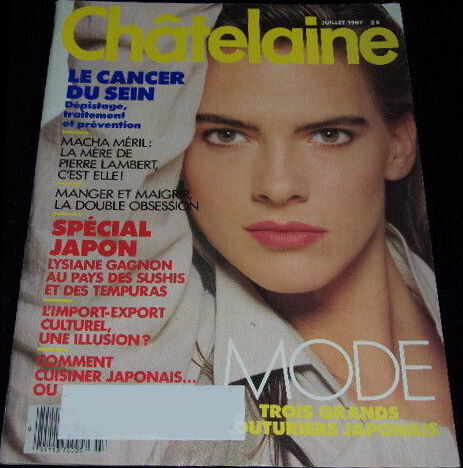 Châtelaine
JUILLET 1987 2$
LE CANCER
DU SEIN
Dépistage,
traitement
et prévention
MACHA MÉRIL:
LA MÈRE DE
PIERRE LAMBERT,
C'EST ELLE!
MANGER ET MAIGRIR,
LA DOUBLE OBSESSION
SPÉCIAL
JAPON
LYSIANE GAGNON
AU PAYS DES SUSHIS
ET DES TEMPURAS
L'IMPORT-EXPORT
CULTUREL,
UNE ILLUSION?
COMMENT
CUISINER JAPONAIS...
OU
MODE
TROIS GRANDS
COUTURIERS JAPONAIS